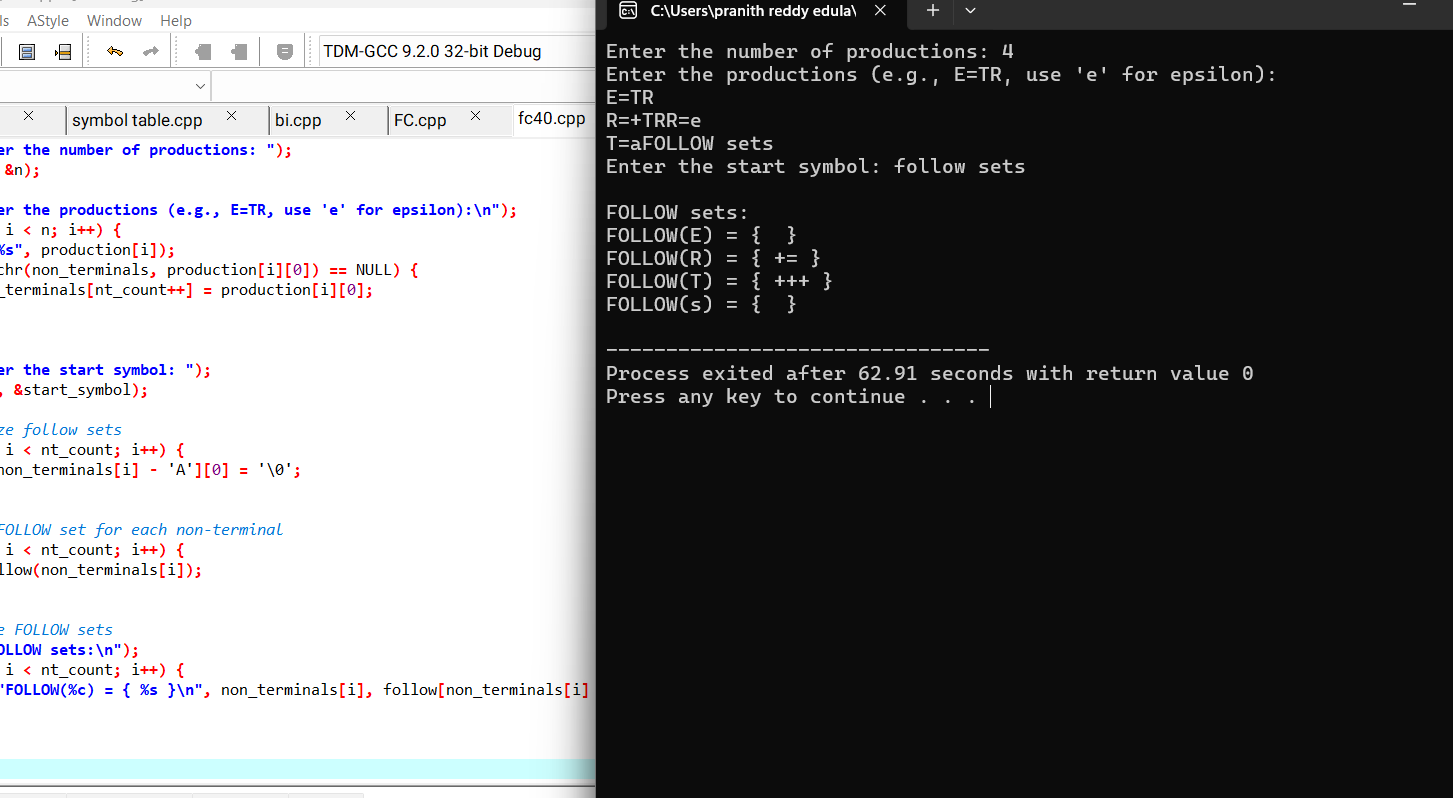 ls AStyle Window Help
TDM-GCC 9.2.0 32-bit Debug
symbol table.cpp bi.cpp FC.cpp fc40.cpp
er the number of productions: ");
&n);
er the productions (e.g., E=TR, use 'e' for epsilon):\n");
i < n; i++) {
%s", production[i]);
chr(non_terminals, production[i][0]) == NULL) {
_terminals[nt_count++] = production[i][0];
er the start symbol: ");
, &start_symbol);
ze follow sets
i < nt_count; i++) {
non_terminals[i] - 'A'][0] = '\0';
FOLLOW set for each non-terminal
i < nt_count; i++) {
llow(non_terminals[i]);
e FOLLOW sets
OLLOW sets:\n");
i < nt_count; i++) {
"FOLLOW(%c) = { %s }\n", non_terminals[i], follow[non_terminals[i]
C:\Users\pranith reddy edula\
Enter the number of productions: 4
Enter the productions (e.g., E=TR, use 'e' for epsilon):
E=TR
R=+TRR=e
T=aFOLLOW sets
Enter the start symbol: follow sets
FOLLOW sets:
FOLLOW(E) = {  }
FOLLOW(R) = { += }
FOLLOW(T) = { +++ }
FOLLOW(s) = {  }
--------------------------------
Process exited after 62.91 seconds with return value 0
Press any key to continue . . .